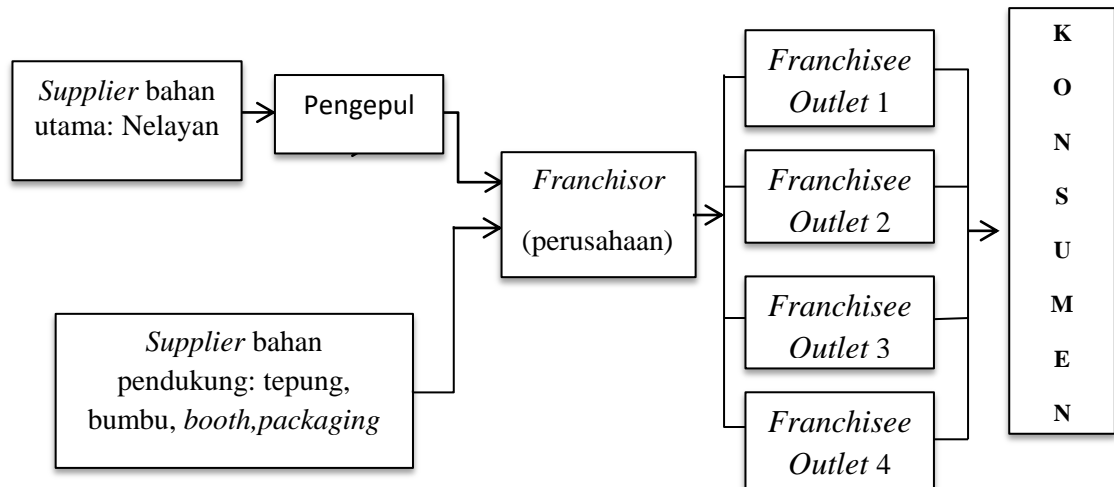 Supplier bahan
utama: Nelayan
Pengepul
Supplier bahan
pendukung: tepung,
bumbu, booth,packaging
Franchisor
(perusahaan)
Franchisee
Outlet 1
Franchisee
Outlet 2
Franchisee
Outlet 3
Franchisee
Outlet 4
K
O
N
S
U
M
E
N